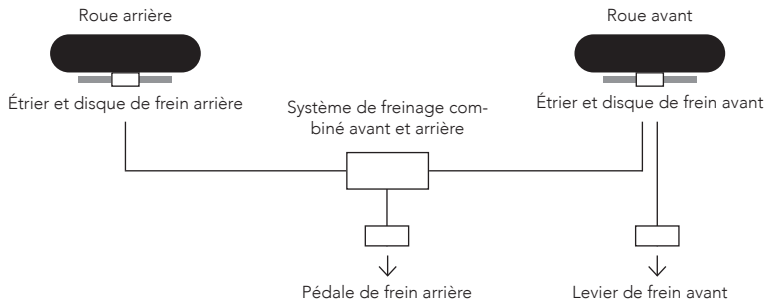 Roue arrière
Roue avant
Étrier et disque de frein arrière
Système de freinage com-
biné avant et arrière
Étrier et disque de frein avant
Pédale de frein arrière
Levier de frein avant